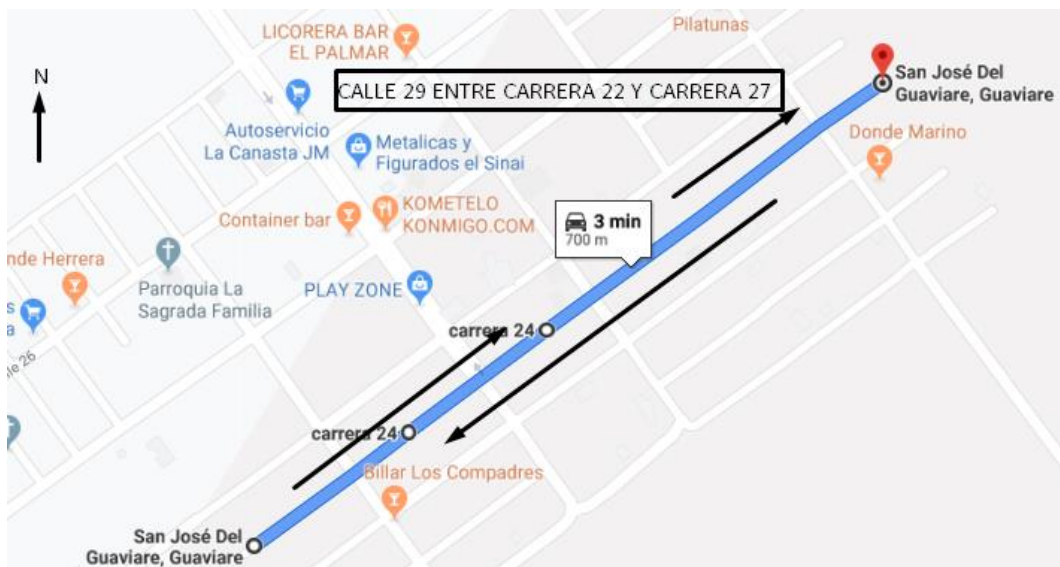 LICORERA BAR
EL PALMAR
Pilatunas
N
CALLE 29 ENTRE CARRERA 22 Y CARRERA 27
San José Del
Guaviare, Guaviare
Autoservicio
La Canasta JM
Metalicas y
Figurados el Sinai
Donde Marino
KOMETELO
KONMIGO.COM
Container bar
3 min
700 m
nde Herrera
Parroquia La
Sagrada Familia
PLAY ZONE
s
a
carrera 24
lle 26
carrera 24
Billar Los Compadres
San José Del
Guaviare, Guaviare